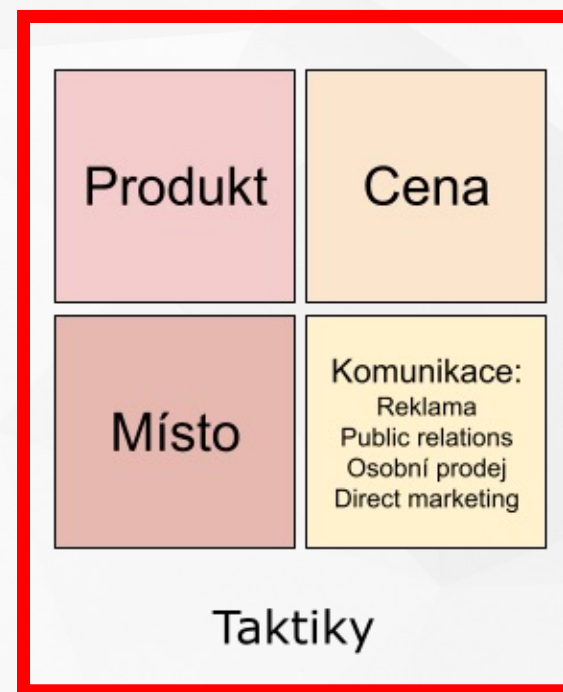 Produkt
Cena
Místo
Komunikace:
Reklama
Public relations
Osobní prodej
Direct marketing
Taktiky